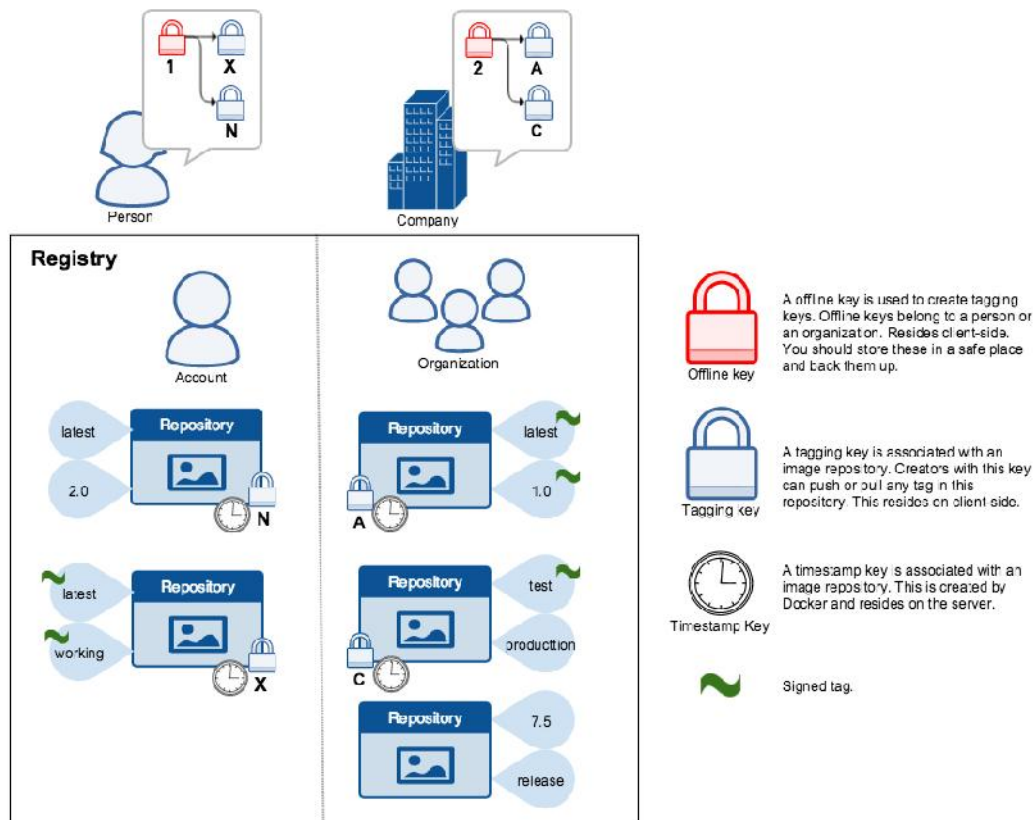 1
X
N
2
A
C
Person
Company
Registry
Account
Organization
latest
Repository
2.0
N
latest
Repository
working
X
Repository
latest
1.0
A
Repository
test
producttion
C
Repository
7.5
release
Offline key
A offline key is used to create tagging
keys. Offline keys belong to a person or
an organization. Resides client-side.
You should store these in a safe place
and back them up.
Tagging key
A tagging key is associated with an
image repository. Creators with this key
can push or pull any tag in this
repository. This resides on client-side.
Timestamp Key
A timestamp key is associated with an
image repository. This is created by
Docker and resides on the server.
Signed tag.